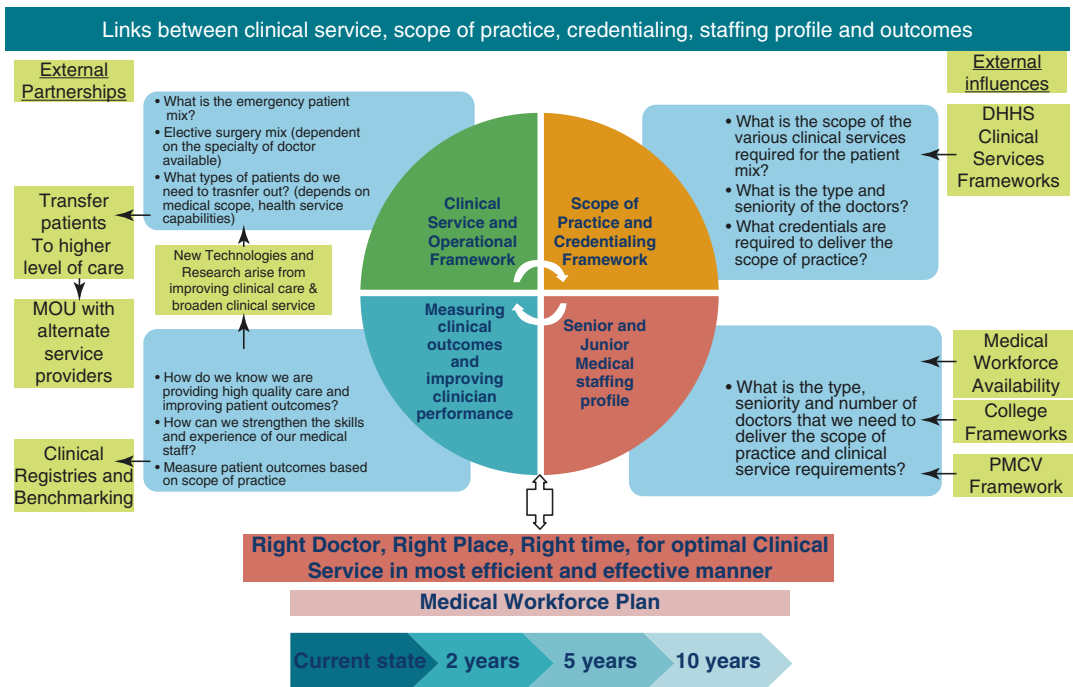 Links between clinical service, scope of practice, credentialing, staffing profile and outcomes
External
Partnerships
• What is the emergency patient
mix?
• Elective surgery mix (dependent
on the specialty of doctor
available)
• What types of patients do we
need to trasnfer out? (depends on
medical scope, health service
capabilities)
Transfer
patients
To higher
level of care
MOU with
alternate
service
providers
New Technologies and
Research arise from
improving clinical care &
broaden clinical service
• How do we know we are
providing high quality care and
improving patient outcomes?
• How can we strengthen the skills
and experience of our medical
staff?
• Measure patient outcomes based
on scope of practice
Clinical
Registries and
Benchmarking
Clinical
Service and
Operational
Framework
Scope of
Practice and
Credentialing
Framework
Measuring
clinical
outcomes
and
improving
clinician
performance
Senior and
Junior
Medical
staffing
profile
External
influences
• What is the scope of the
various clinical services
required for the patient
mix?
• What is the type and
seniority of the doctors?
• What credentials are
required to deliver the
scope of practice?
DHHS
Clinical
Services
Frameworks
• What is the type,
seniority and number of
doctors that we need to
deliver the scope of
practice and clinical
service requirements?
Medical
Workforce
Availability
College
Frameworks
PMCV
Framework
Right Doctor, Right Place, Right time, for optimal Clinical
Service in most efficient and effective manner
Medical Workforce Plan
Current state 2 years 5 years 10 years